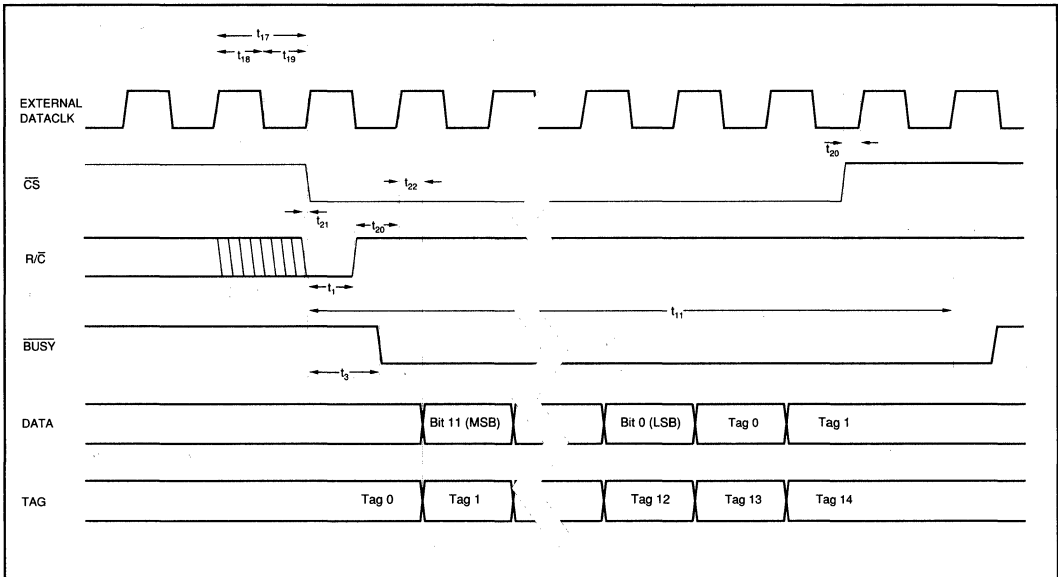 t17
t18 t19
EXTERNAL
DATACLK
t20
CS
t22
t21
t20
R/C
t1
t11
BUSY
t3
DATA
Bit 11 (MSB) Bit 0 (LSB) Tag 0 Tag 1
TAG
Tag 0 Tag 1 Tag 12 Tag 13 Tag 14